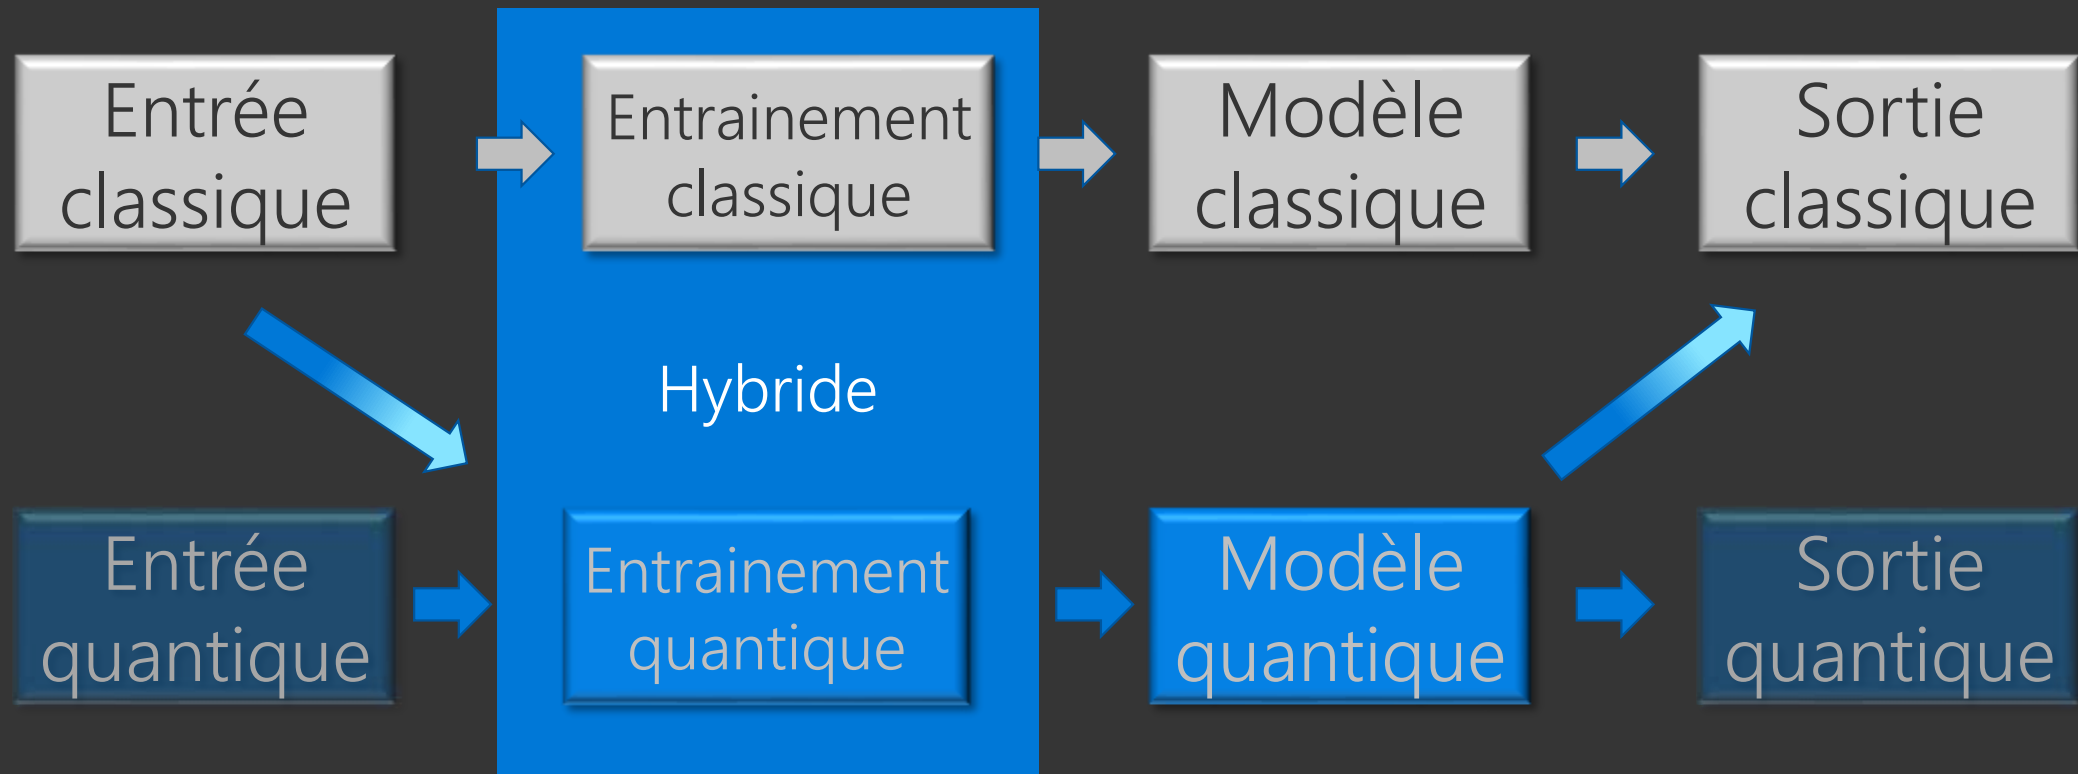 Entrée
classique
Entrainement
classique
Modèle
classique
Sortie
classique
Hybride
Entrée
quantique
Entrainement
quantique
Modèle
quantique
Sortie
quantique